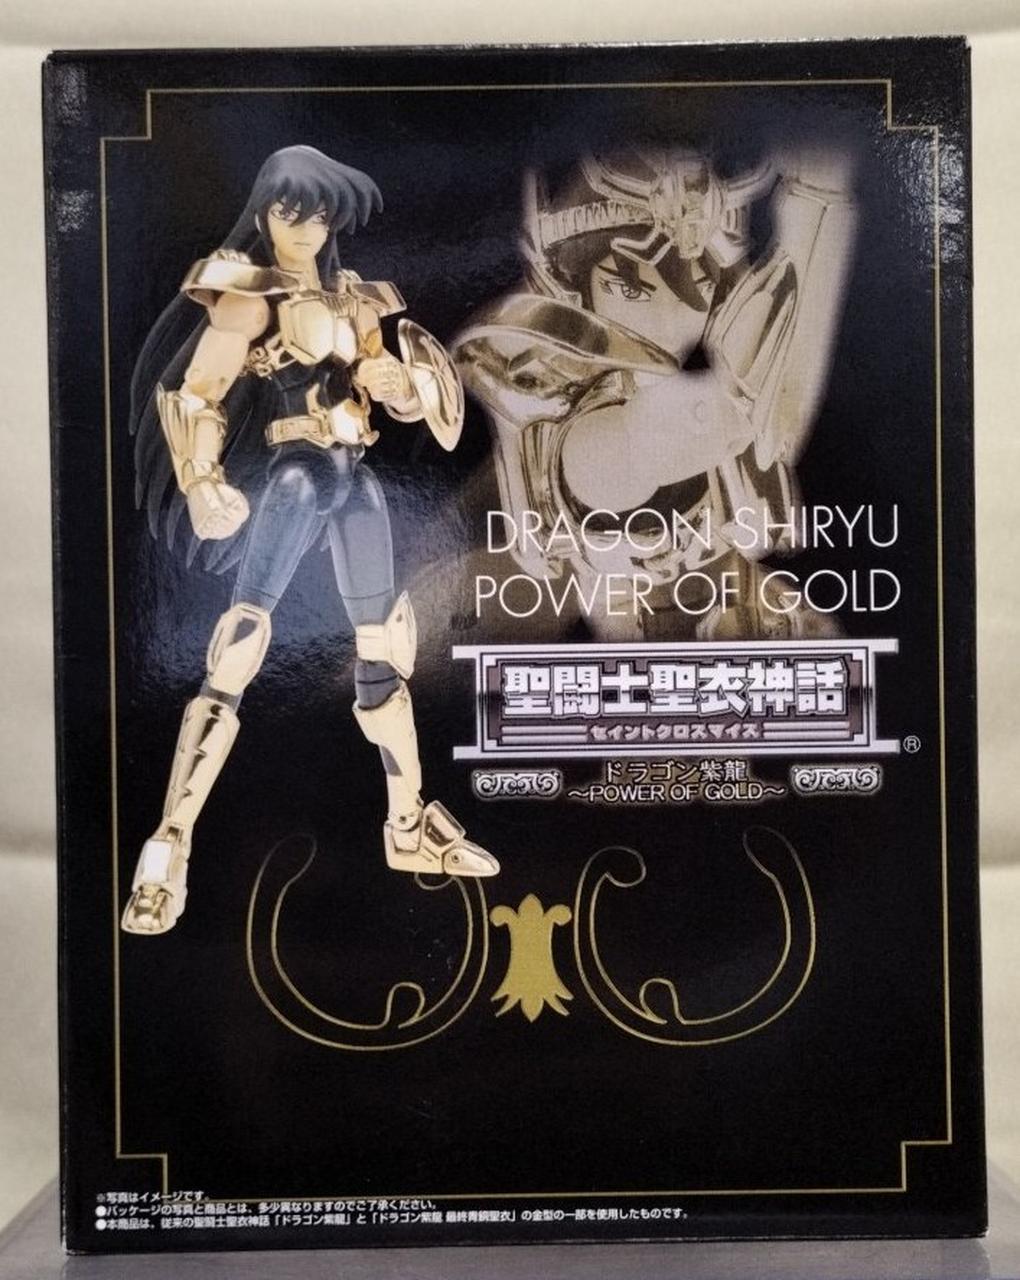 DRAGON SHIRYU
POWER OF GOLD
聖闘士聖衣神話
セイントクロスマイス
®
ドラゴン紫龍
～POWER OF GOLD～
※写真はイメージです。
●パッケージの写真と商品とは、多少異なりますのでご了承ください。
●本商品は、従来の聖闘士聖衣神話「ドラゴン紫龍」と「ドラゴン紫龍 最終青銅聖衣」の金型の一部を使用したものです。